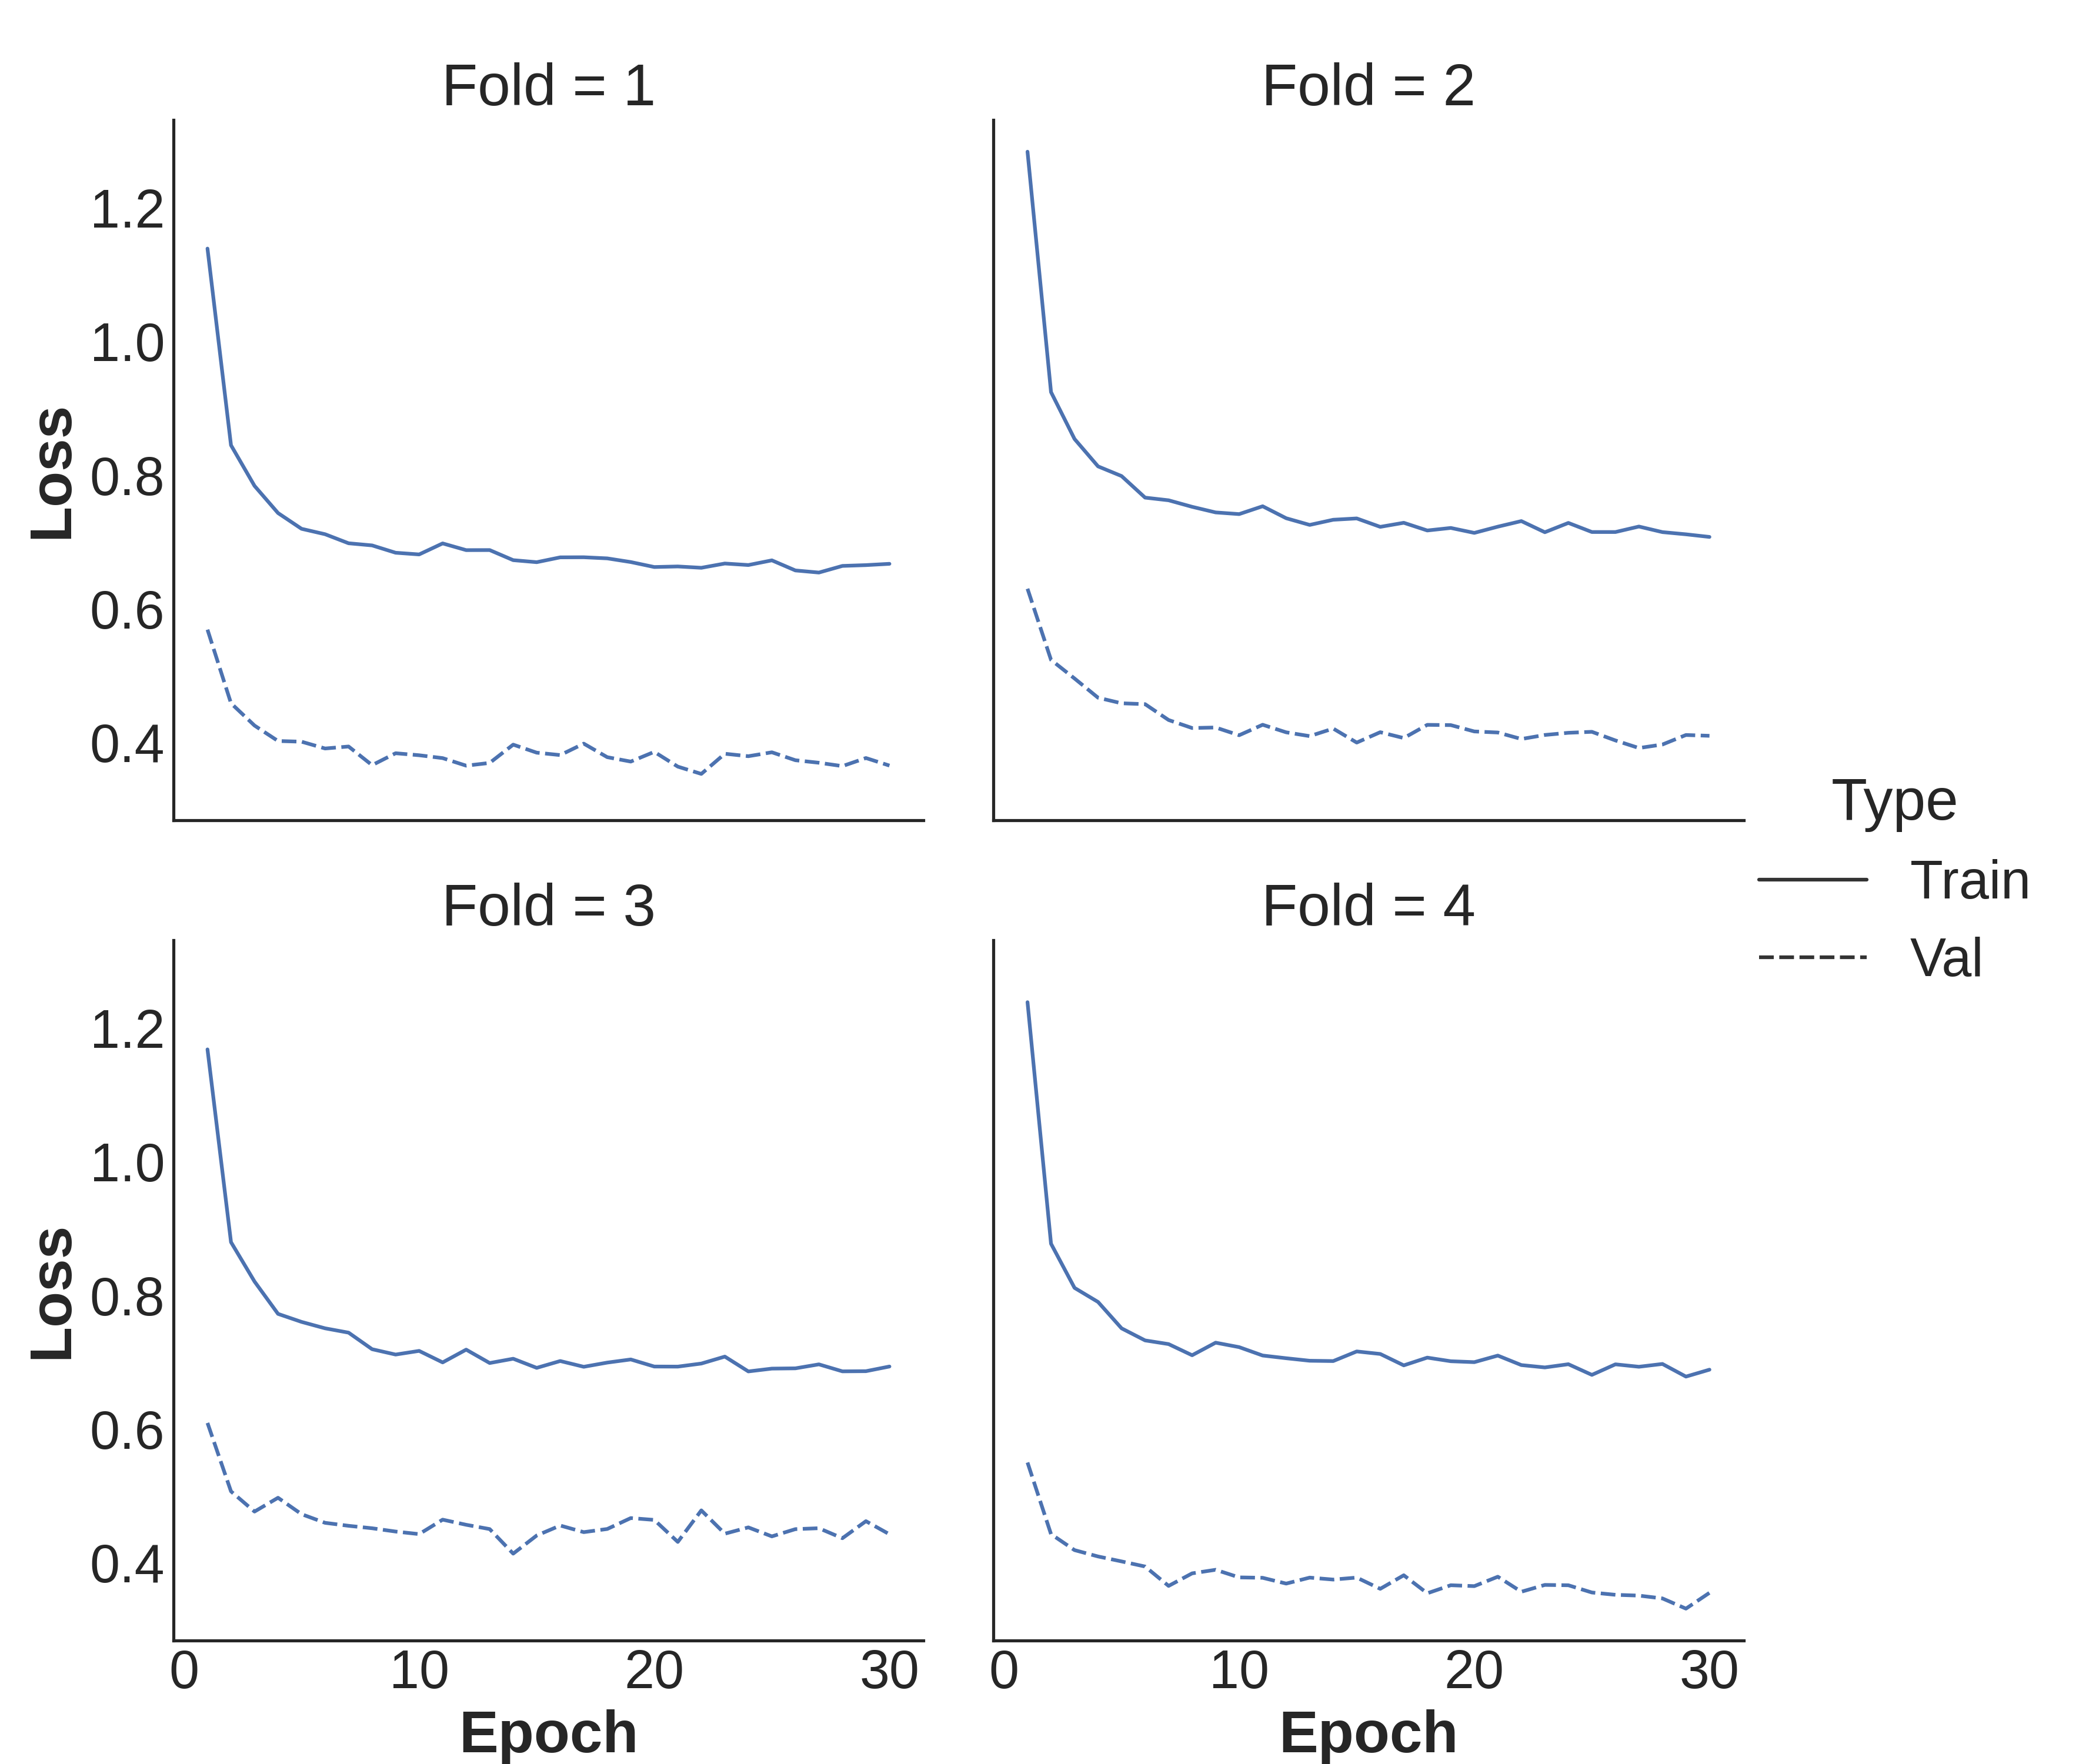 Fold = 1
Fold = 2
1.2
1.0
0.8
0.6
0.4
Loss
Fold = 3
Fold = 4
1.2
1.0
0.8
0.6
0.4
Loss
0 10 20 30
0 10 20 30
Epoch
Epoch
Type
Train
Val